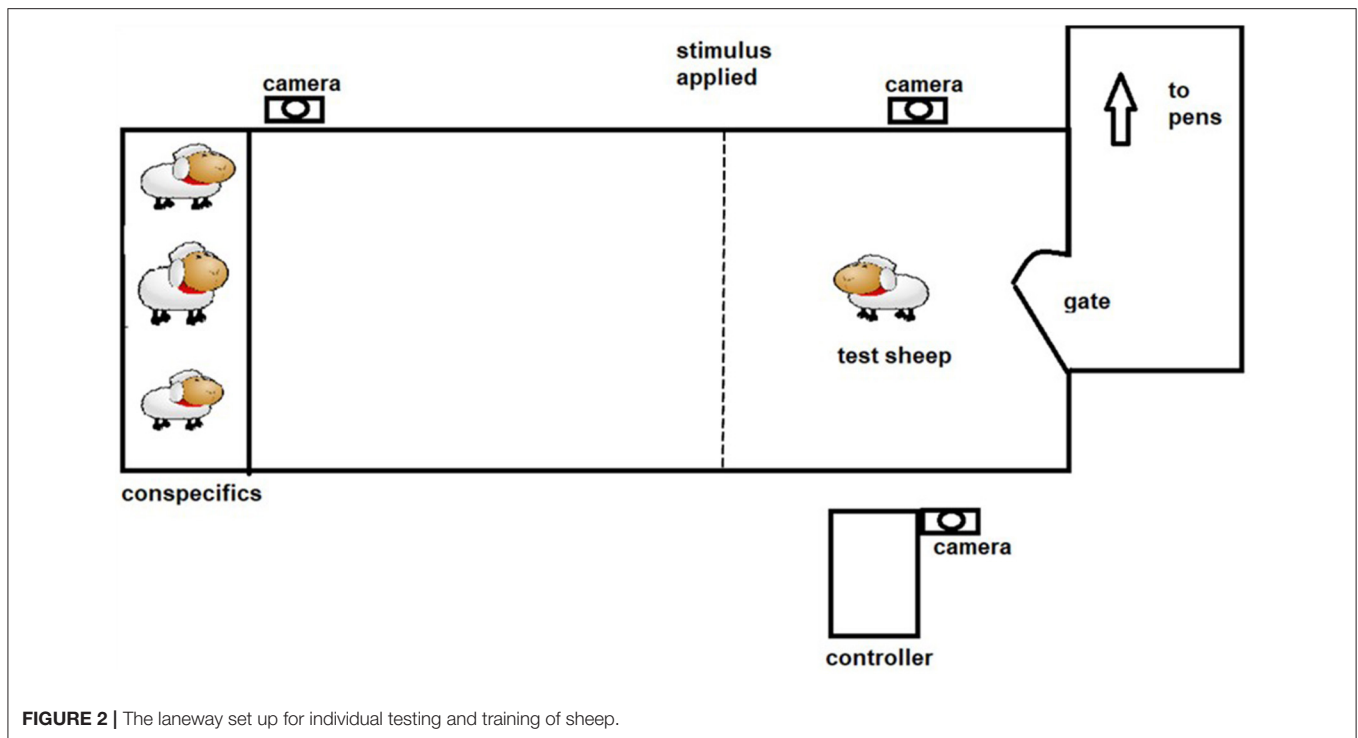 stimulus
applied
camera
camera
to
pens
gate
test sheep
conspecifics
camera
controller
FIGURE 2 | The laneway set up for individual testing and training of sheep.